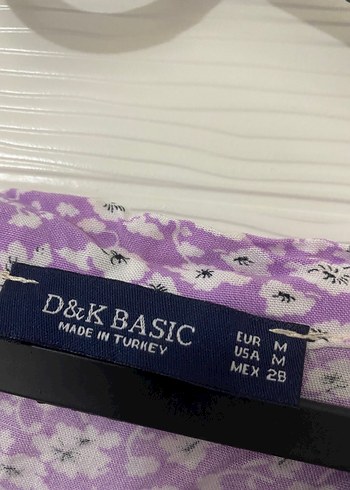 D&K BASIC
MADE IN TURKEY
EUR M
USA M
MEX 28